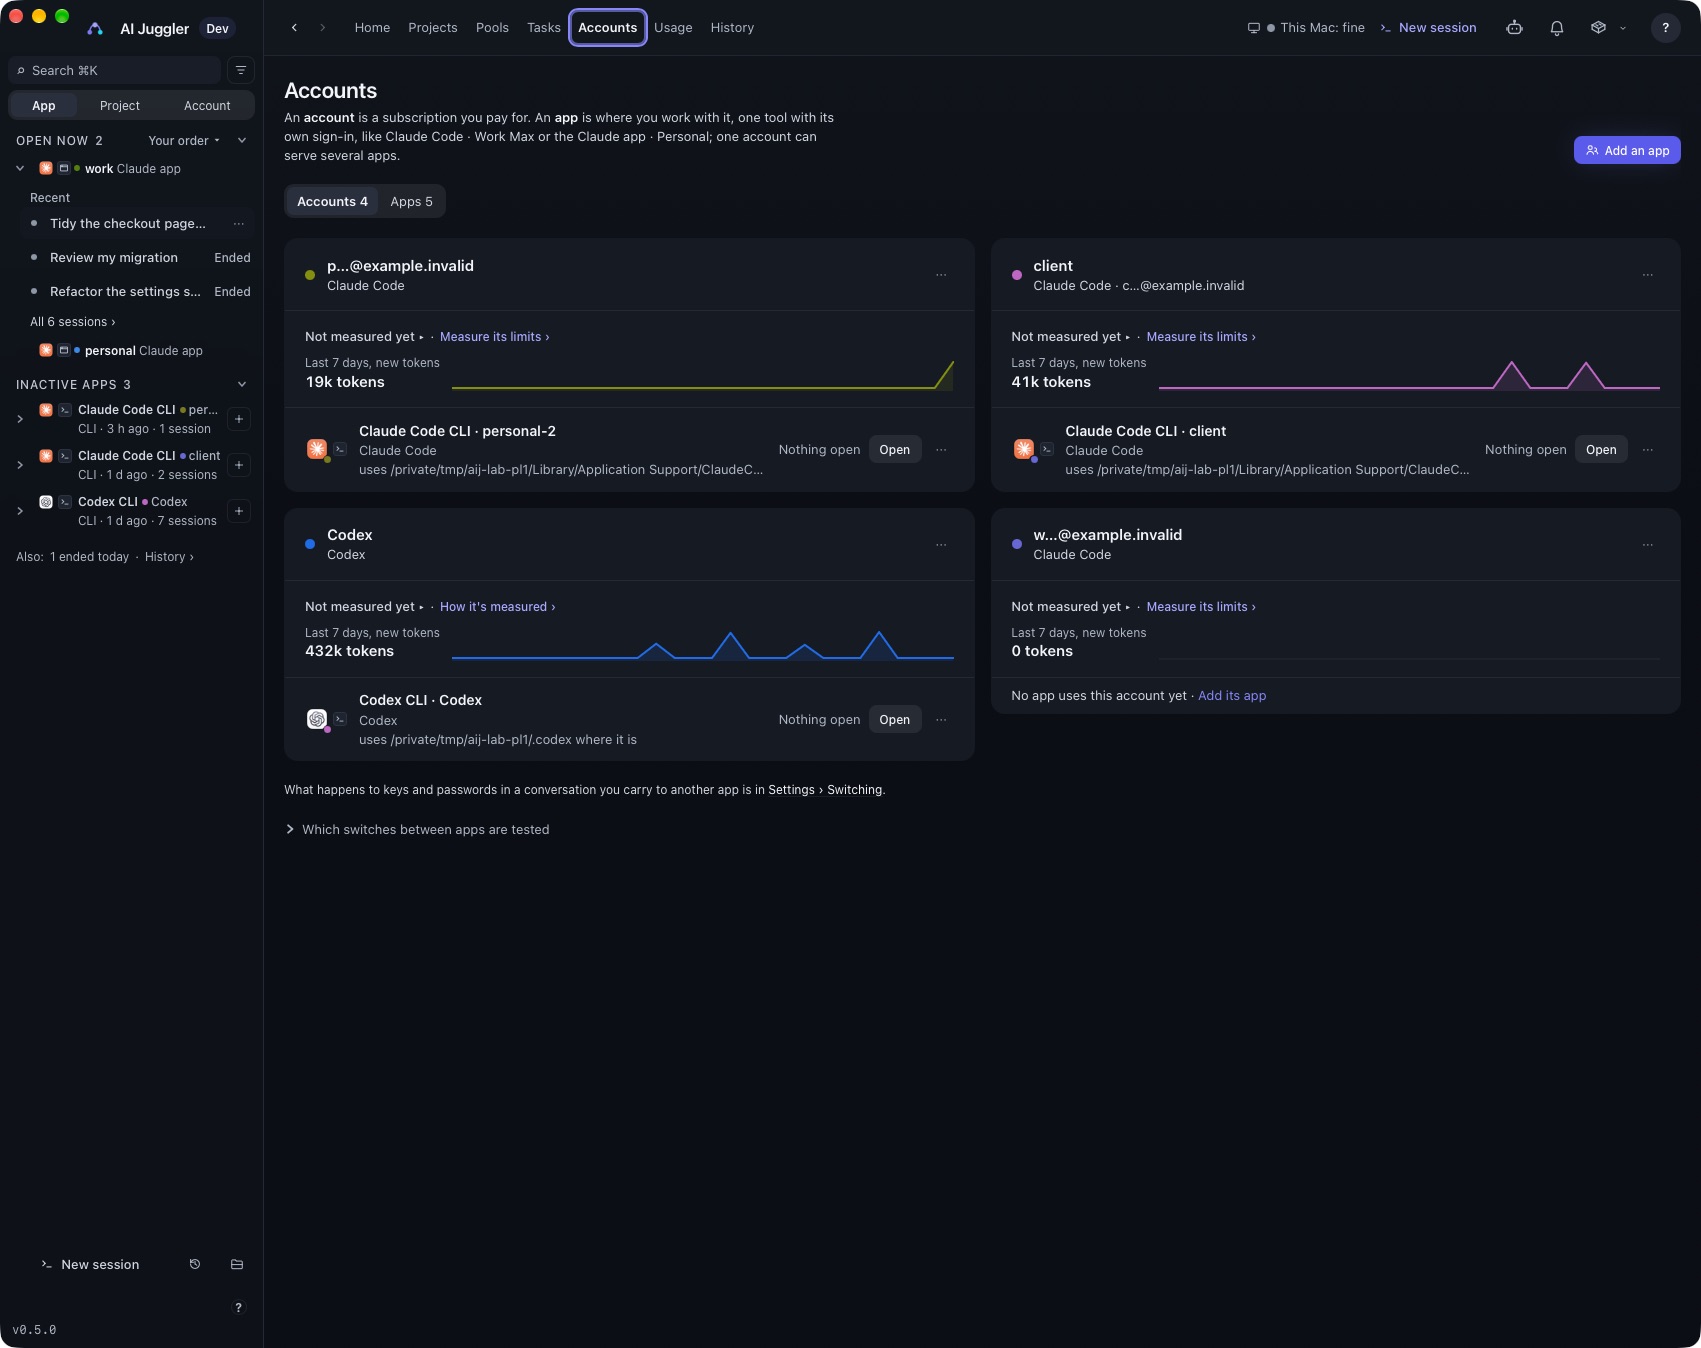 AI Juggler Dev
Search ⌘K
App Project Account
OPEN NOW 2 Your order
work Claude app
Recent
Tidy the checkout page... ...
Review my migration Ended
Refactor the settings s... Ended
All 6 sessions ›
personal Claude app
INACTIVE APPS 3
Claude Code CLI per...
CLI · 3 h ago · 1 session
Claude Code CLI client
CLI · 1 d ago · 2 sessions
Codex CLI Codex
CLI · 1 d ago · 7 sessions
Also: 1 ended today · History ›
New session
?
v0.5.0
Home Projects Pools Tasks Accounts Usage History
This Mac: fine New session ?
Accounts
An account is a subscription you pay for. An app is where you work with it, one tool with its
own sign-in, like Claude Code · Work Max or the Claude app · Personal; one account can
serve several apps.
Add an app
Accounts 4 Apps 5
p...@example.invalid
Claude Code
Not measured yet ▸ · Measure its limits ›
Last 7 days, new tokens
19k tokens
Claude Code CLI · personal-2
Claude Code
uses /private/tmp/aij-lab-pl1/Library/Application Support/ClaudeC...
Nothing open Open
client
Claude Code · c...@example.invalid
Not measured yet ▸ · Measure its limits ›
Last 7 days, new tokens
41k tokens
Claude Code CLI · client
Claude Code
uses /private/tmp/aij-lab-pl1/Library/Application Support/ClaudeC...
Nothing open Open
Codex
Codex
Not measured yet ▸ · How it's measured ›
Last 7 days, new tokens
432k tokens
Codex CLI · Codex
Codex
uses /private/tmp/aij-lab-pl1/.codex where it is
Nothing open Open
w...@example.invalid
Claude Code
Not measured yet ▸ · Measure its limits ›
Last 7 days, new tokens
0 tokens
No app uses this account yet · Add its app
What happens to keys and passwords in a conversation you carry to another app is in Settings › Switching.
Which switches between apps are tested